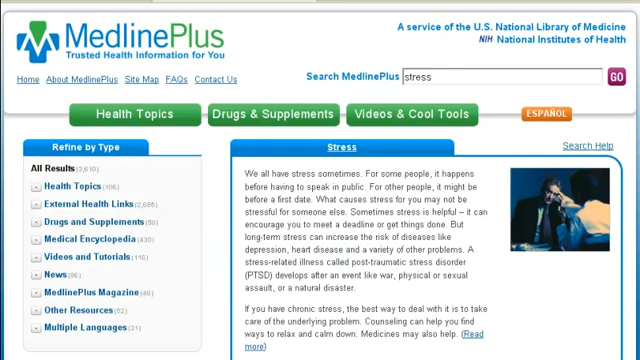 MedlinePlus
Trusted Health Information for You
A service of the U.S. National Library of Medicine
NIH National Institutes of Health
Home About MedlinePlus Site Map FAQs Contact Us
Search MedlinePlus stress GO
Health Topics Drugs & Supplements Videos & Cool Tools ESPAÑOL
Refine by Type
All Results (3,610)
Health Topics (106)
External Health Links (2,685)
Drugs and Supplements (50)
Medical Encyclopedia (430)
Videos and Tutorials (116)
News (86)
MedlinePlus Magazine (46)
Other Resources (52)
Multiple Languages (31)
Stress
Search Help
We all have stress sometimes. For some people, it happens
before having to speak in public. For other people, it might be
before a first date. What causes stress for you may not be
stressful for someone else. Sometimes stress is helpful – it can
encourage you to meet a deadline or get things done. But
long-term stress can increase the risk of diseases like
depression, heart disease and a variety of other problems. A
stress-related illness called post-traumatic stress disorder
(PTSD) develops after an event like war, physical or sexual
assault, or a natural disaster.
If you have chronic stress, the best way to deal with it is to take
care of the underlying problem. Counseling can help you find
ways to relax and calm down. Medicines may also help. (Read
more)